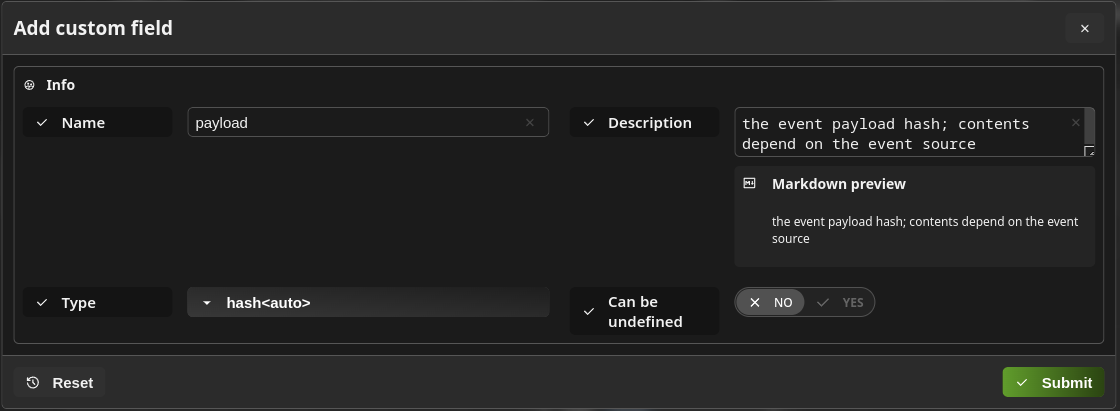 Add custom field
Info
Name
payload
Description
the event payload hash; contents
depend on the event source
Markdown preview
the event payload hash; contents depend on the event
source
Type
hash<auto>
Can be
undefined
NO
YES
Reset
Submit